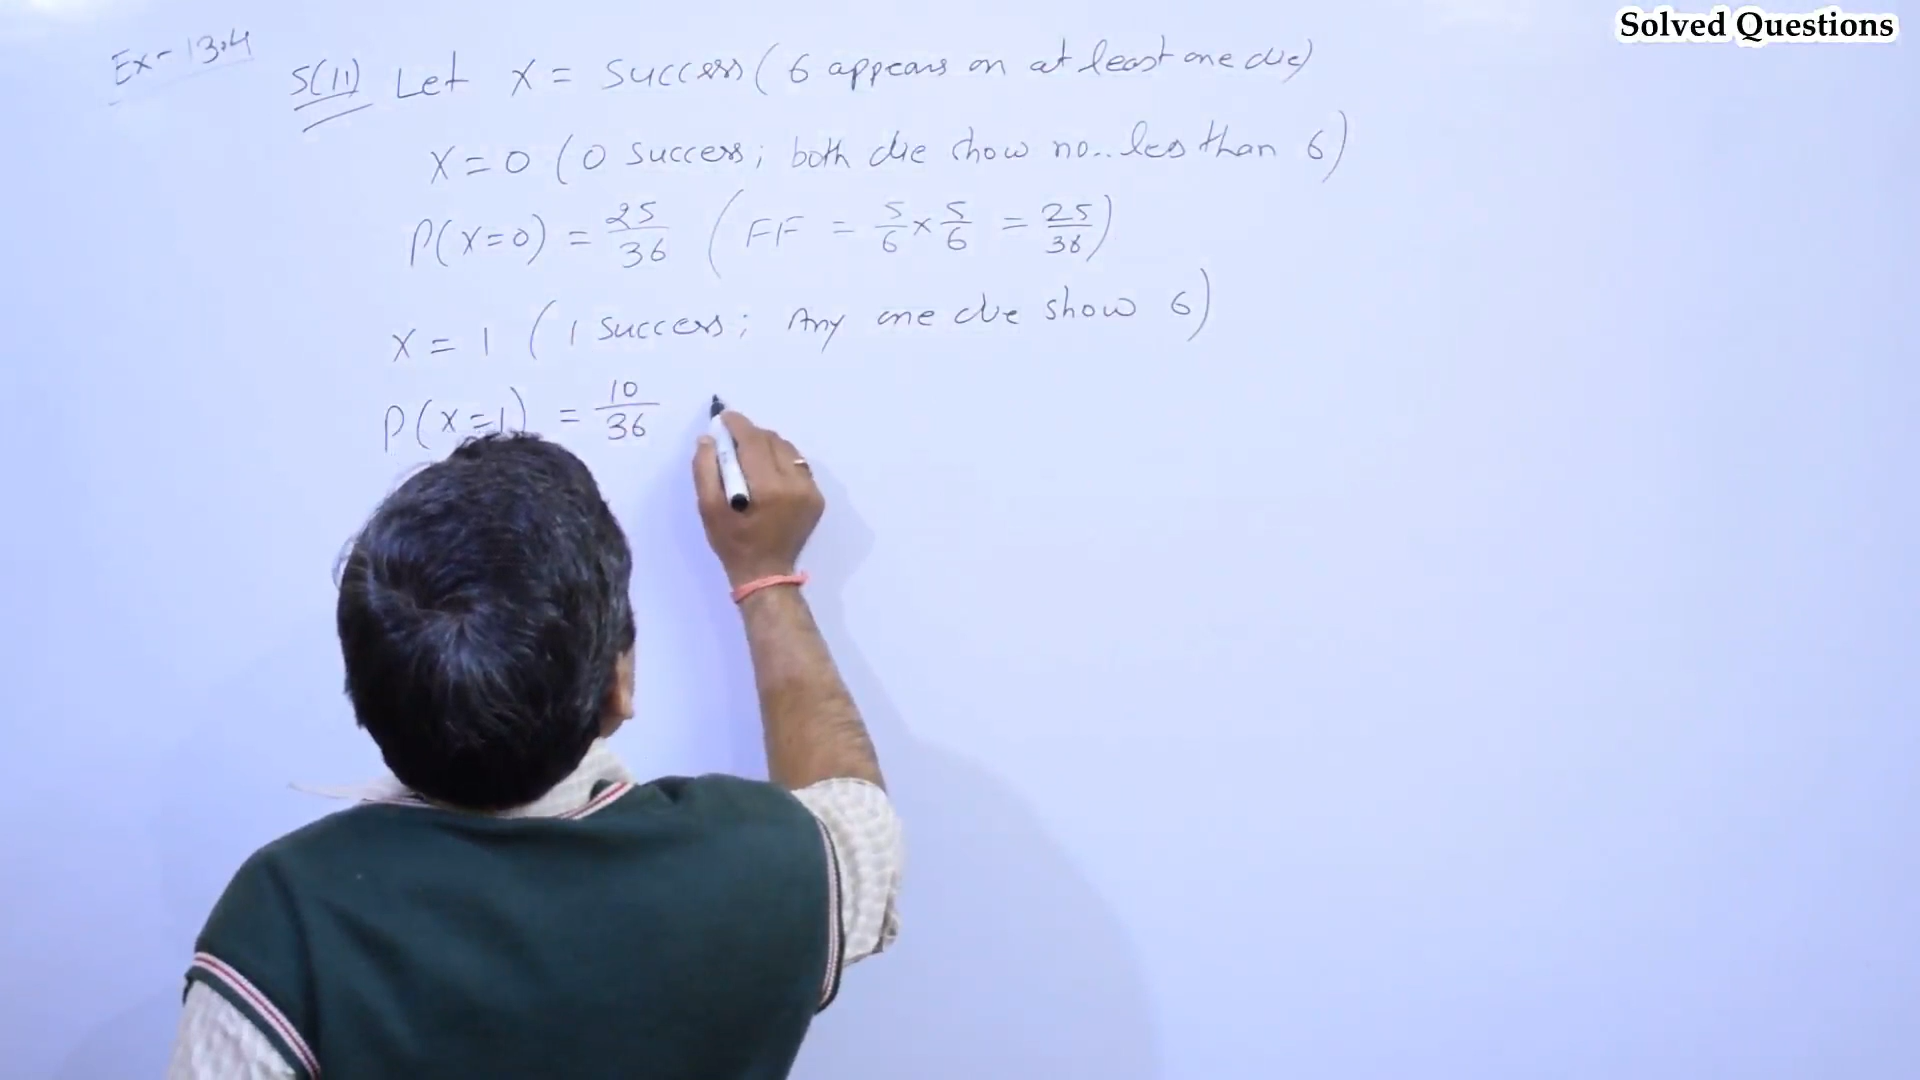 Solved Questions
Ex-13.4
5(11) Let X = Success ( 6 appears on at least one die)
X = 0 ( 0 success; both die show no.. less than 6)
P(X=0) = 25/36 ( FF = 5/6 × 5/6 = 25/36 )
X = 1 ( 1 success; Any one die show 6)
P(X=1) = 10/36